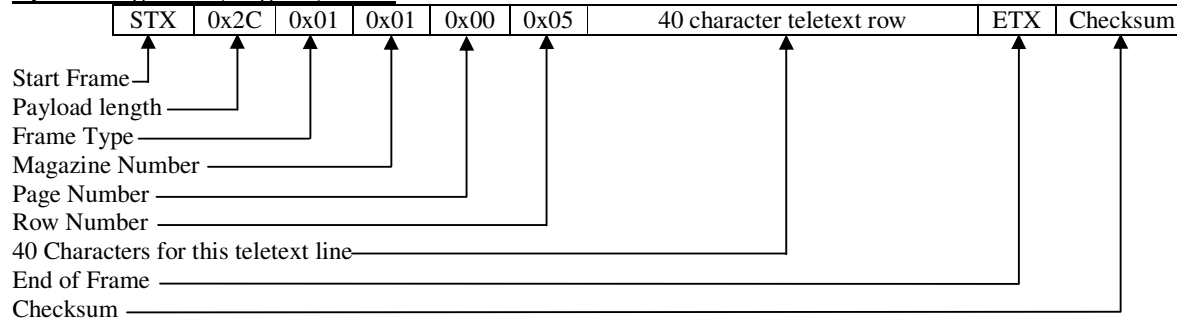 STX 0x2C 0x01 0x01 0x00 0x05 40 character teletext row ETX Checksum
Start Frame
Payload length
Frame Type
Magazine Number
Page Number
Row Number
40 Characters for this teletext line
End of Frame
Checksum